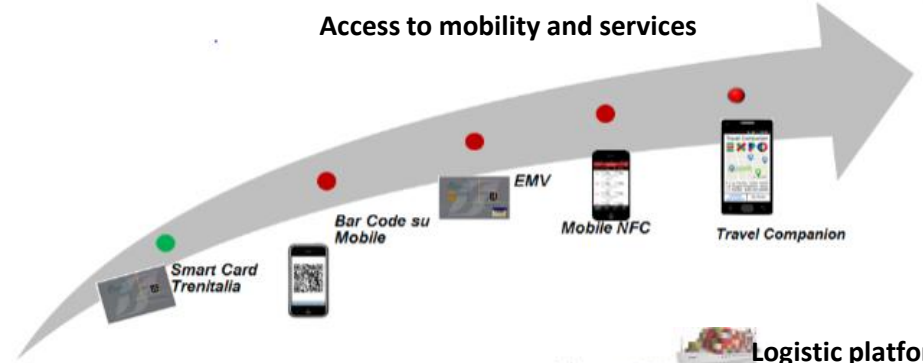 Access to mobility and services
EMV
Bar Code su
Mobile
Mobile NFC
Travel Companion
Smart Card
Trenitalia
Logistic platfo